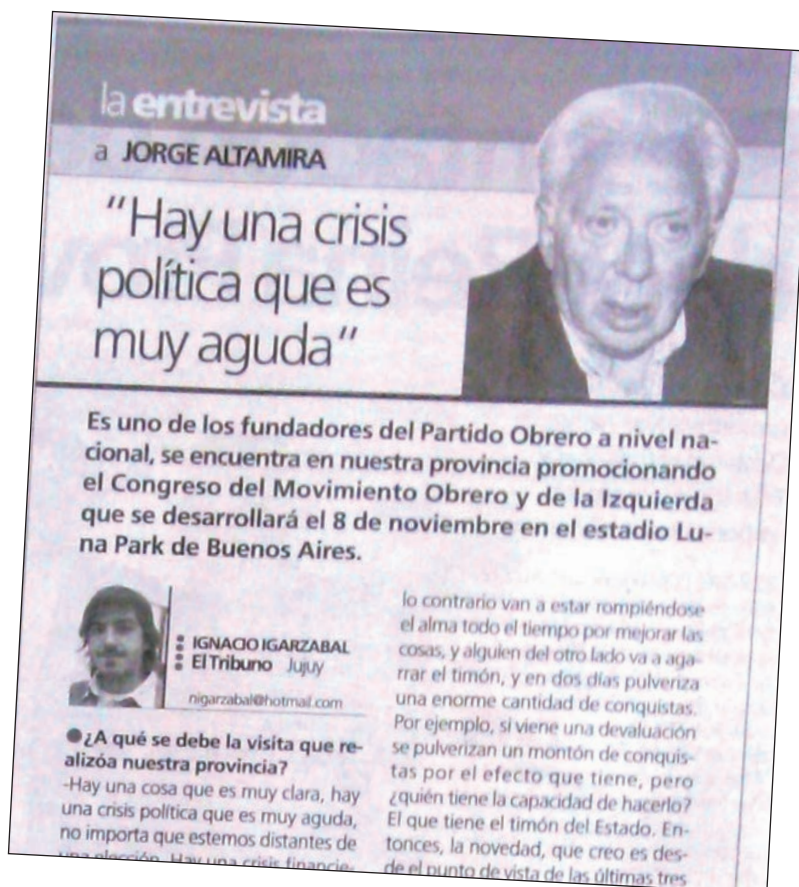 la entrevista
a JORGE ALTAMIRA
"Hay una crisis
política que es
muy aguda"
Es uno de los fundadores del Partido Obrero a nivel na-
cional, se encuentra en nuestra provincia promocionando
el Congreso del Movimiento Obrero y de la Izquierda
que se desarrollará el 8 de noviembre en el estadio Lu-
na Park de Buenos Aires.
IGNACIO IGARZABAL
El Tribuno Jujuy
nigarzabal@hotmail.com
●¿A qué se debe la visita que re-
alizóa nuestra provincia?
-Hay una cosa que es muy clara, hay
una crisis política que es muy aguda,
no importa que estemos distantes de
una elección. Hay una crisis financie-
lo contrario van a estar rompiéndose
el alma todo el tiempo por mejorar las
cosas, y alguien del otro lado va a aga-
rrar el timón, y en dos días pulveriza
una enorme cantidad de conquistas.
Por ejemplo, si viene una devaluación
se pulverizan un montón de conquis-
tas por el efecto que tiene, pero
¿quién tiene la capacidad de hacerlo?
El que tiene el timón del Estado. En-
tonces, la novedad, que creo es des-
de el punto de vista de las últimas tres